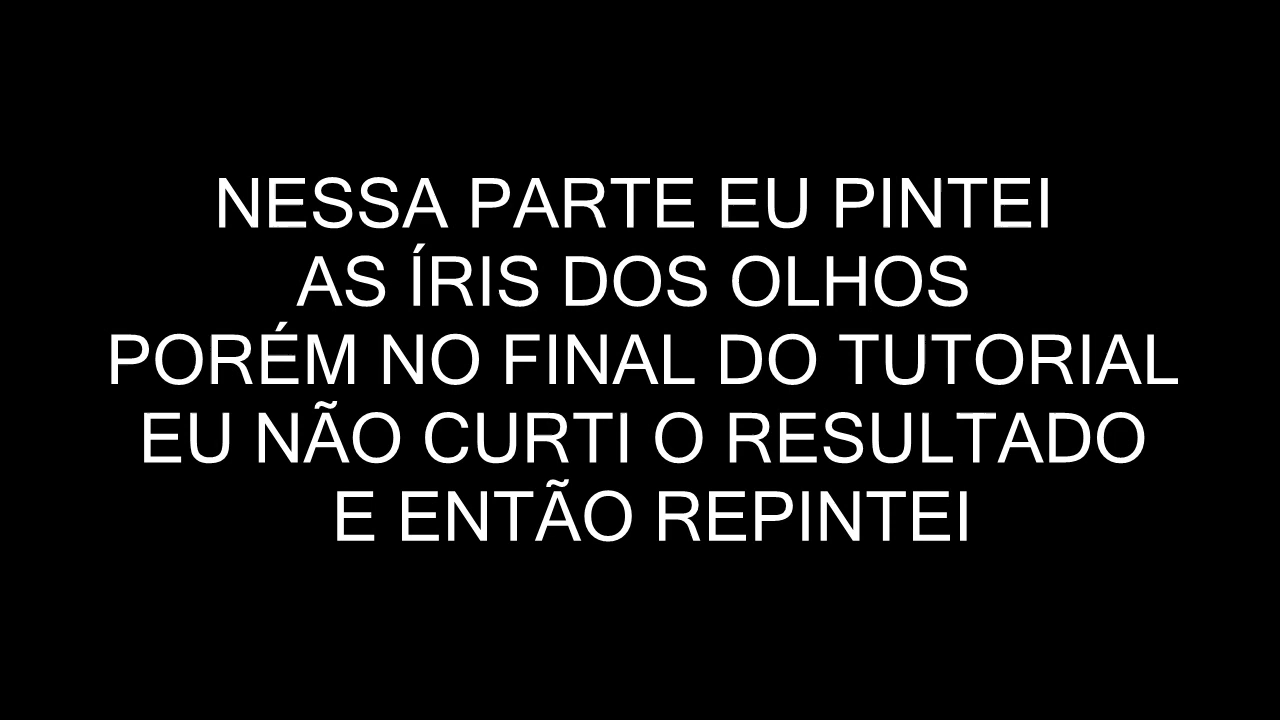 NESSA PARTE EU PINTEI
AS ÍRIS DOS OLHOS
PORÉM NO FINAL DO TUTORIAL
EU NÃO CURTI O RESULTADO
E ENTÃO REPINTEI